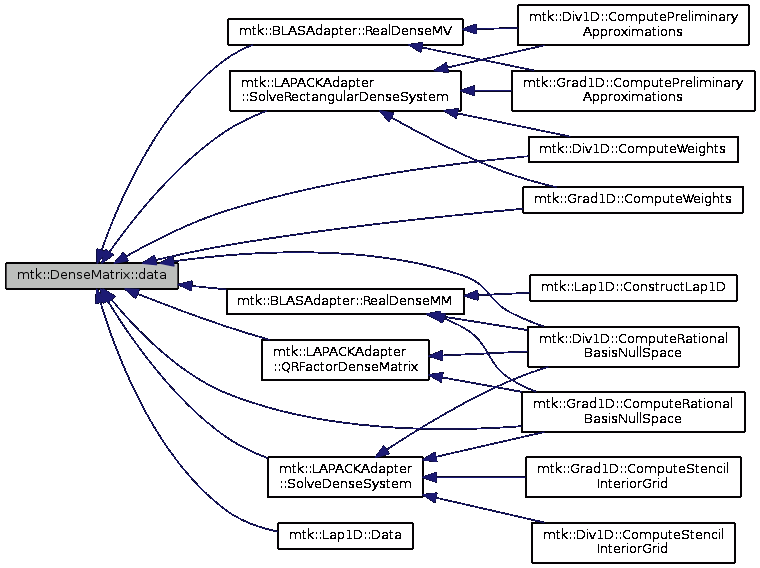 mtk::DenseMatrix::data
mtk::BLASAdapter::RealDenseMV
mtk::LAPACKAdapter
::SolveRectangularDenseSystem
mtk::BLASAdapter::RealDenseMM
mtk::LAPACKAdapter
::QRFactorDenseMatrix
mtk::LAPACKAdapter
::SolveDenseSystem
mtk::Lap1D::Data
mtk::Div1D::ComputePreliminary
Approximations
mtk::Grad1D::ComputePreliminary
Approximations
mtk::Div1D::ComputeWeights
mtk::Grad1D::ComputeWeights
mtk::Lap1D::ConstructLap1D
mtk::Div1D::ComputeRational
BasisNullSpace
mtk::Grad1D::ComputeRational
BasisNullSpace
mtk::Grad1D::ComputeStencil
InteriorGrid
mtk::Div1D::ComputeStencil
InteriorGrid